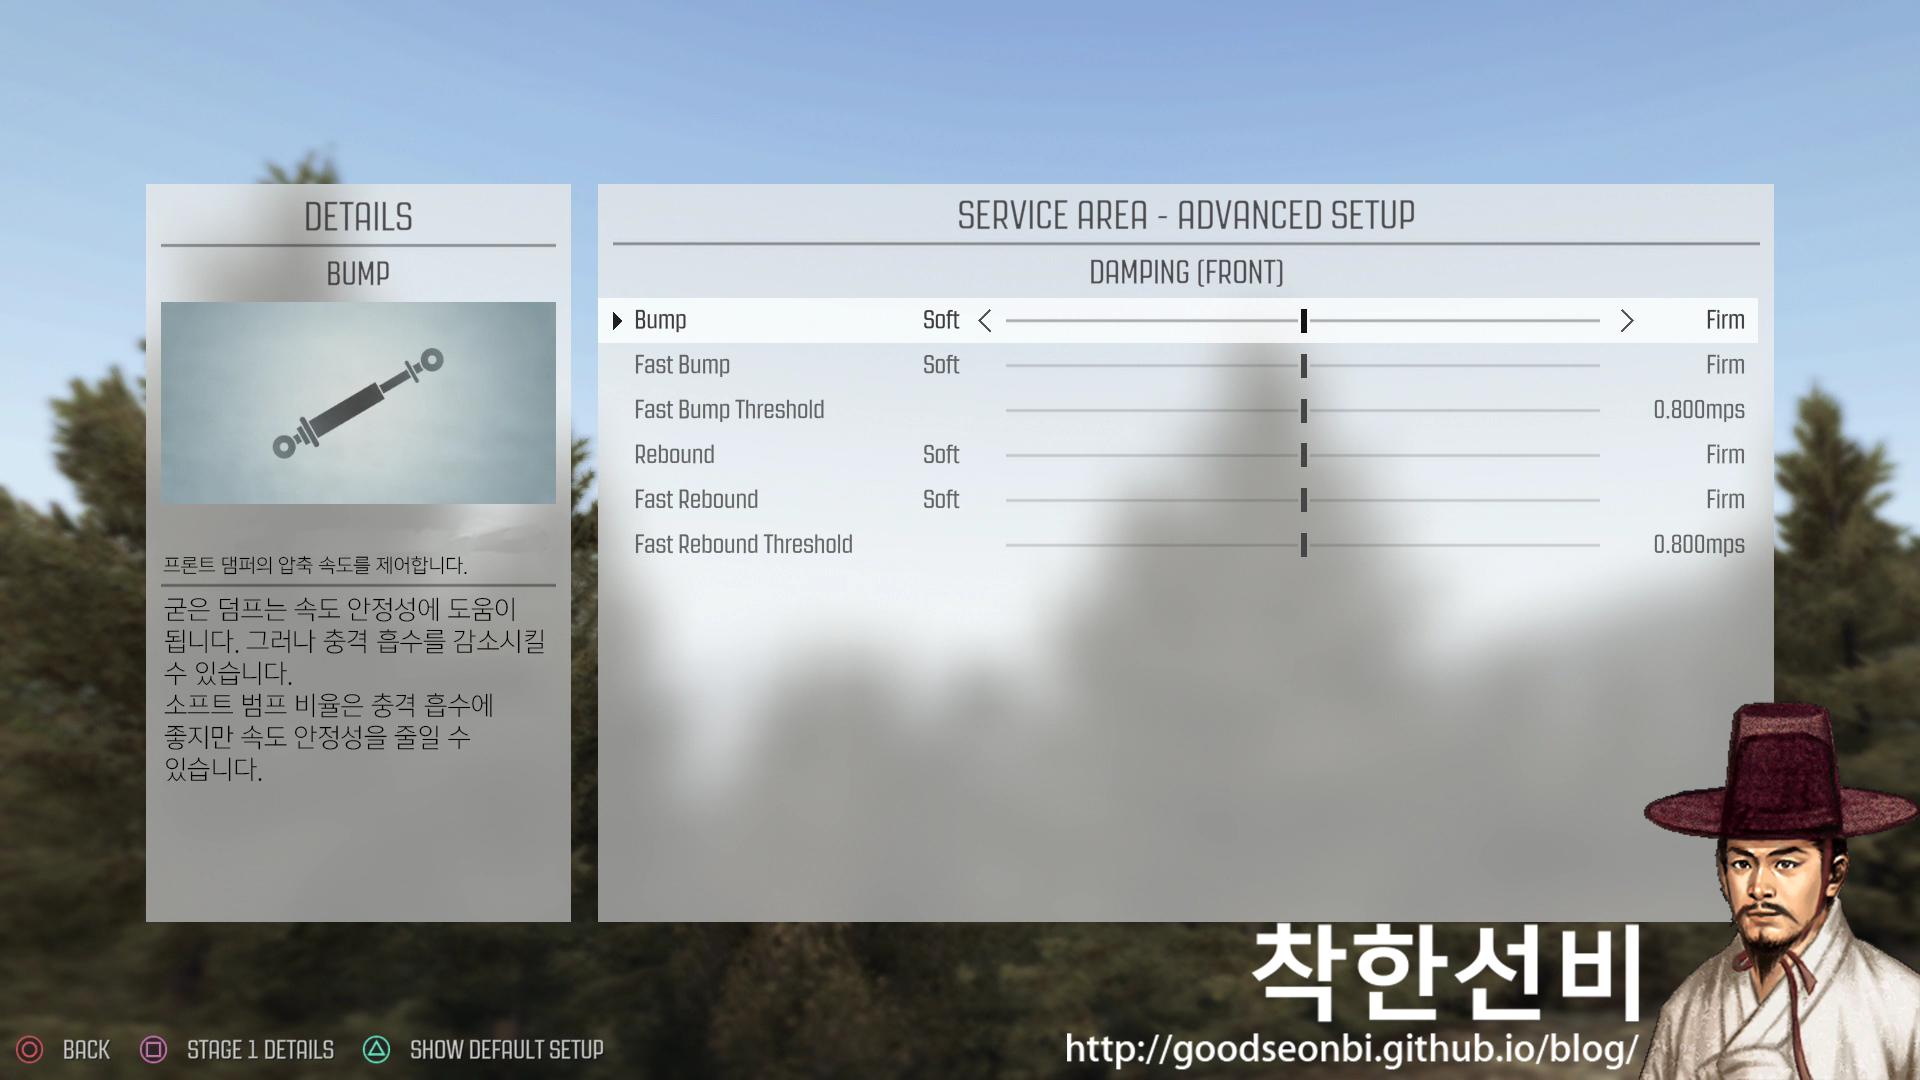 DETAILS
BUMP
프론트 댐퍼의 압축 속도를 제어합니다.
굳은 덤프는 속도 안정성에 도움이
됩니다. 그러나 충격 흡수를 감소시킬
수 있습니다.
소프트 범프 비율은 충격 흡수에
좋지만 속도 안정성을 줄일 수
있습니다.
SERVICE AREA - ADVANCED SETUP
DAMPING (FRONT)
Bump Soft Firm
Fast Bump Soft Firm
Fast Bump Threshold 0.800mps
Rebound Soft Firm
Fast Rebound Soft Firm
Fast Rebound Threshold 0.800mps
착한선비
http://goodseonbi.github.io/blog/
BACK STAGE 1 DETAILS SHOW DEFAULT SETUP